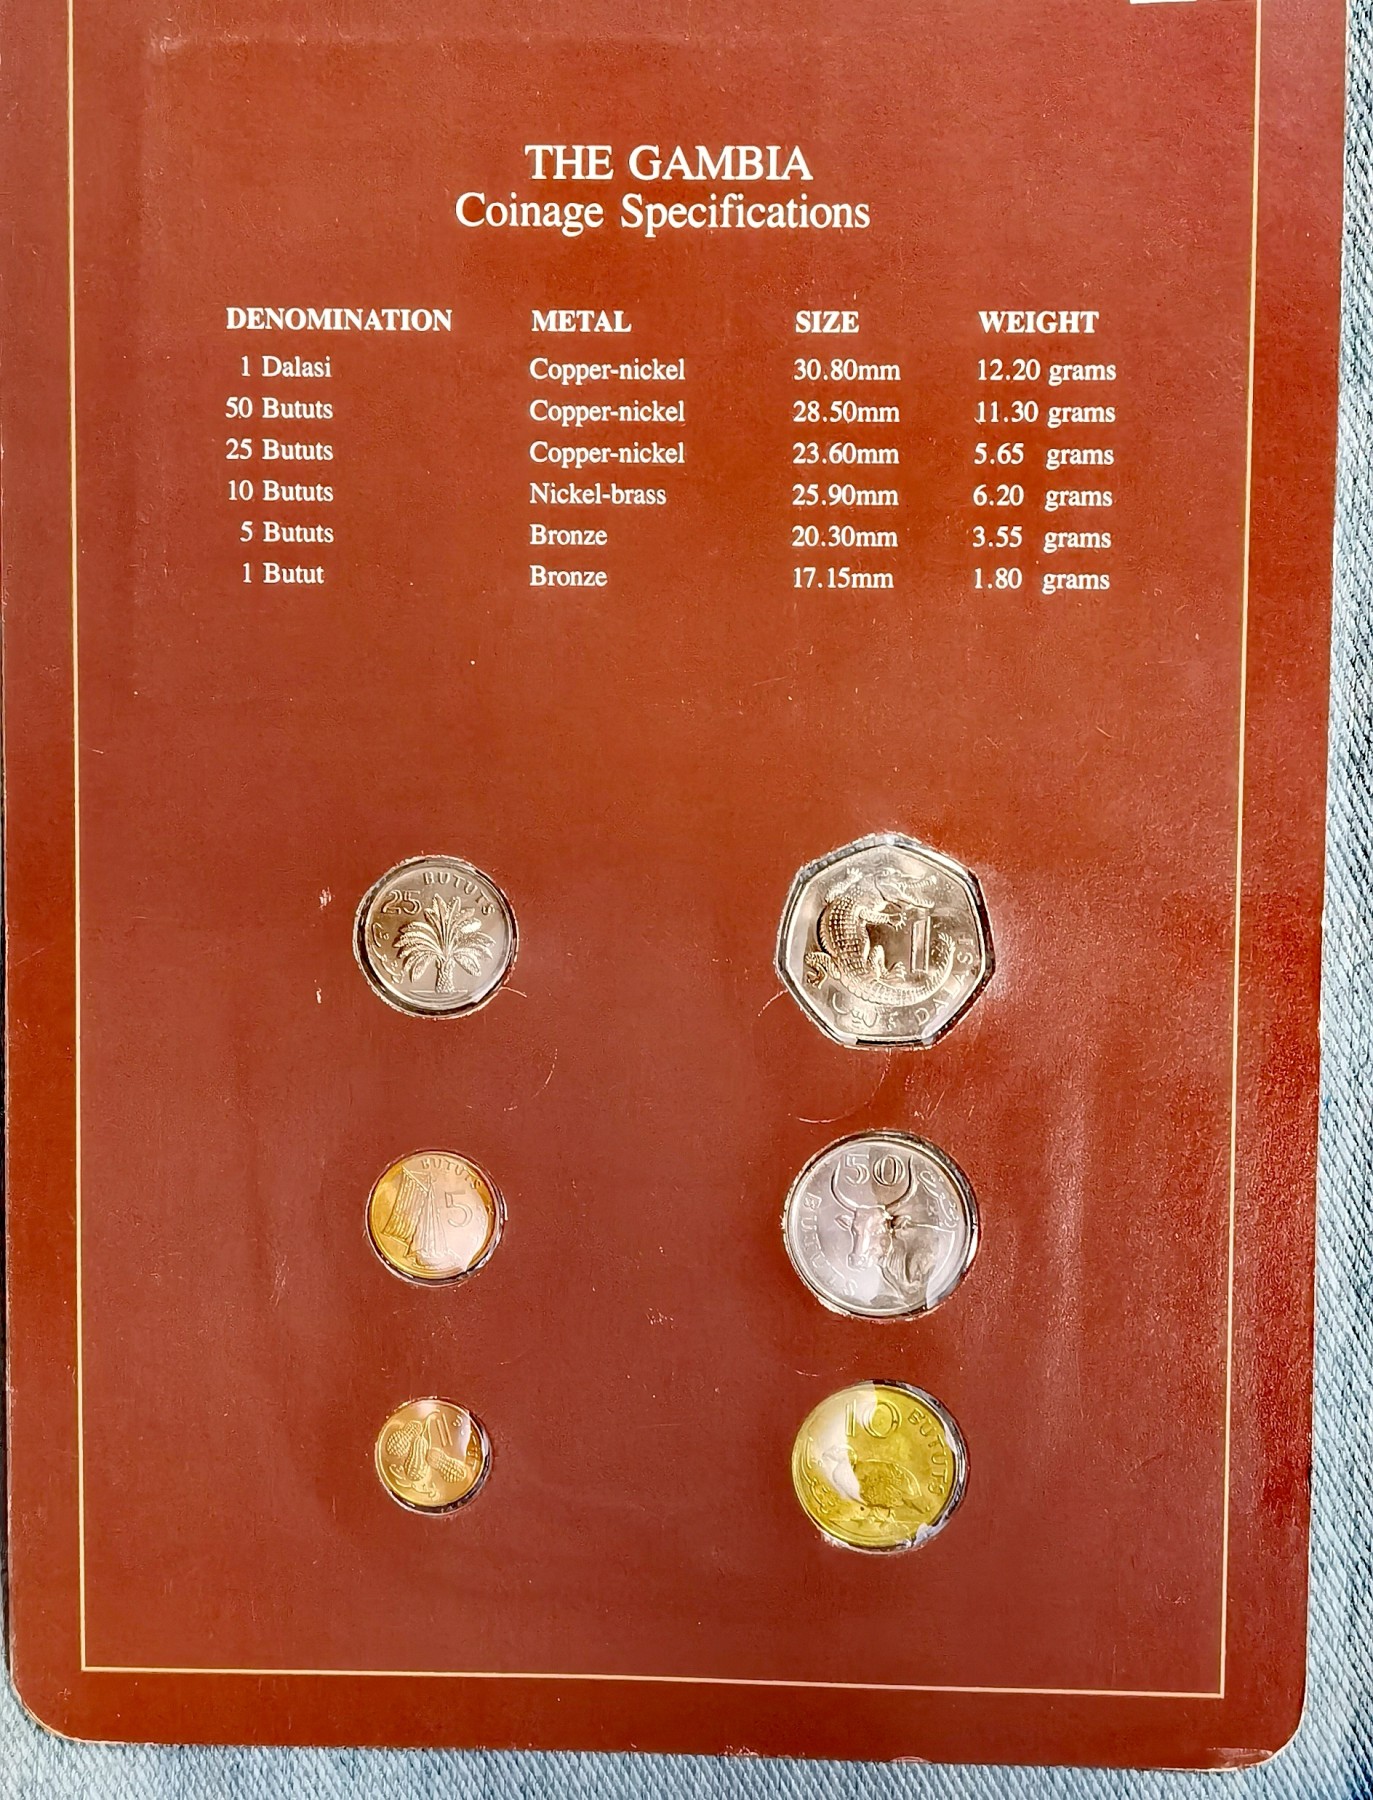 THE GAMBIA
Coinage Specifications
DENOMINATION METAL SIZE WEIGHT
1 Dalasi Copper-nickel 30.80mm 12.20 grams
50 Bututs Copper-nickel 28.50mm 11.30 grams
25 Bututs Copper-nickel 23.60mm 5.65 grams
10 Bututs Nickel-brass 25.90mm 6.20 grams
5 Bututs Bronze 20.30mm 3.55 grams
1 Butut Bronze 17.15mm 1.80 grams
25 BUTUTS
1 DALASI
BUTUTS 5
50 BUTUTS
1
10 BUTUTS